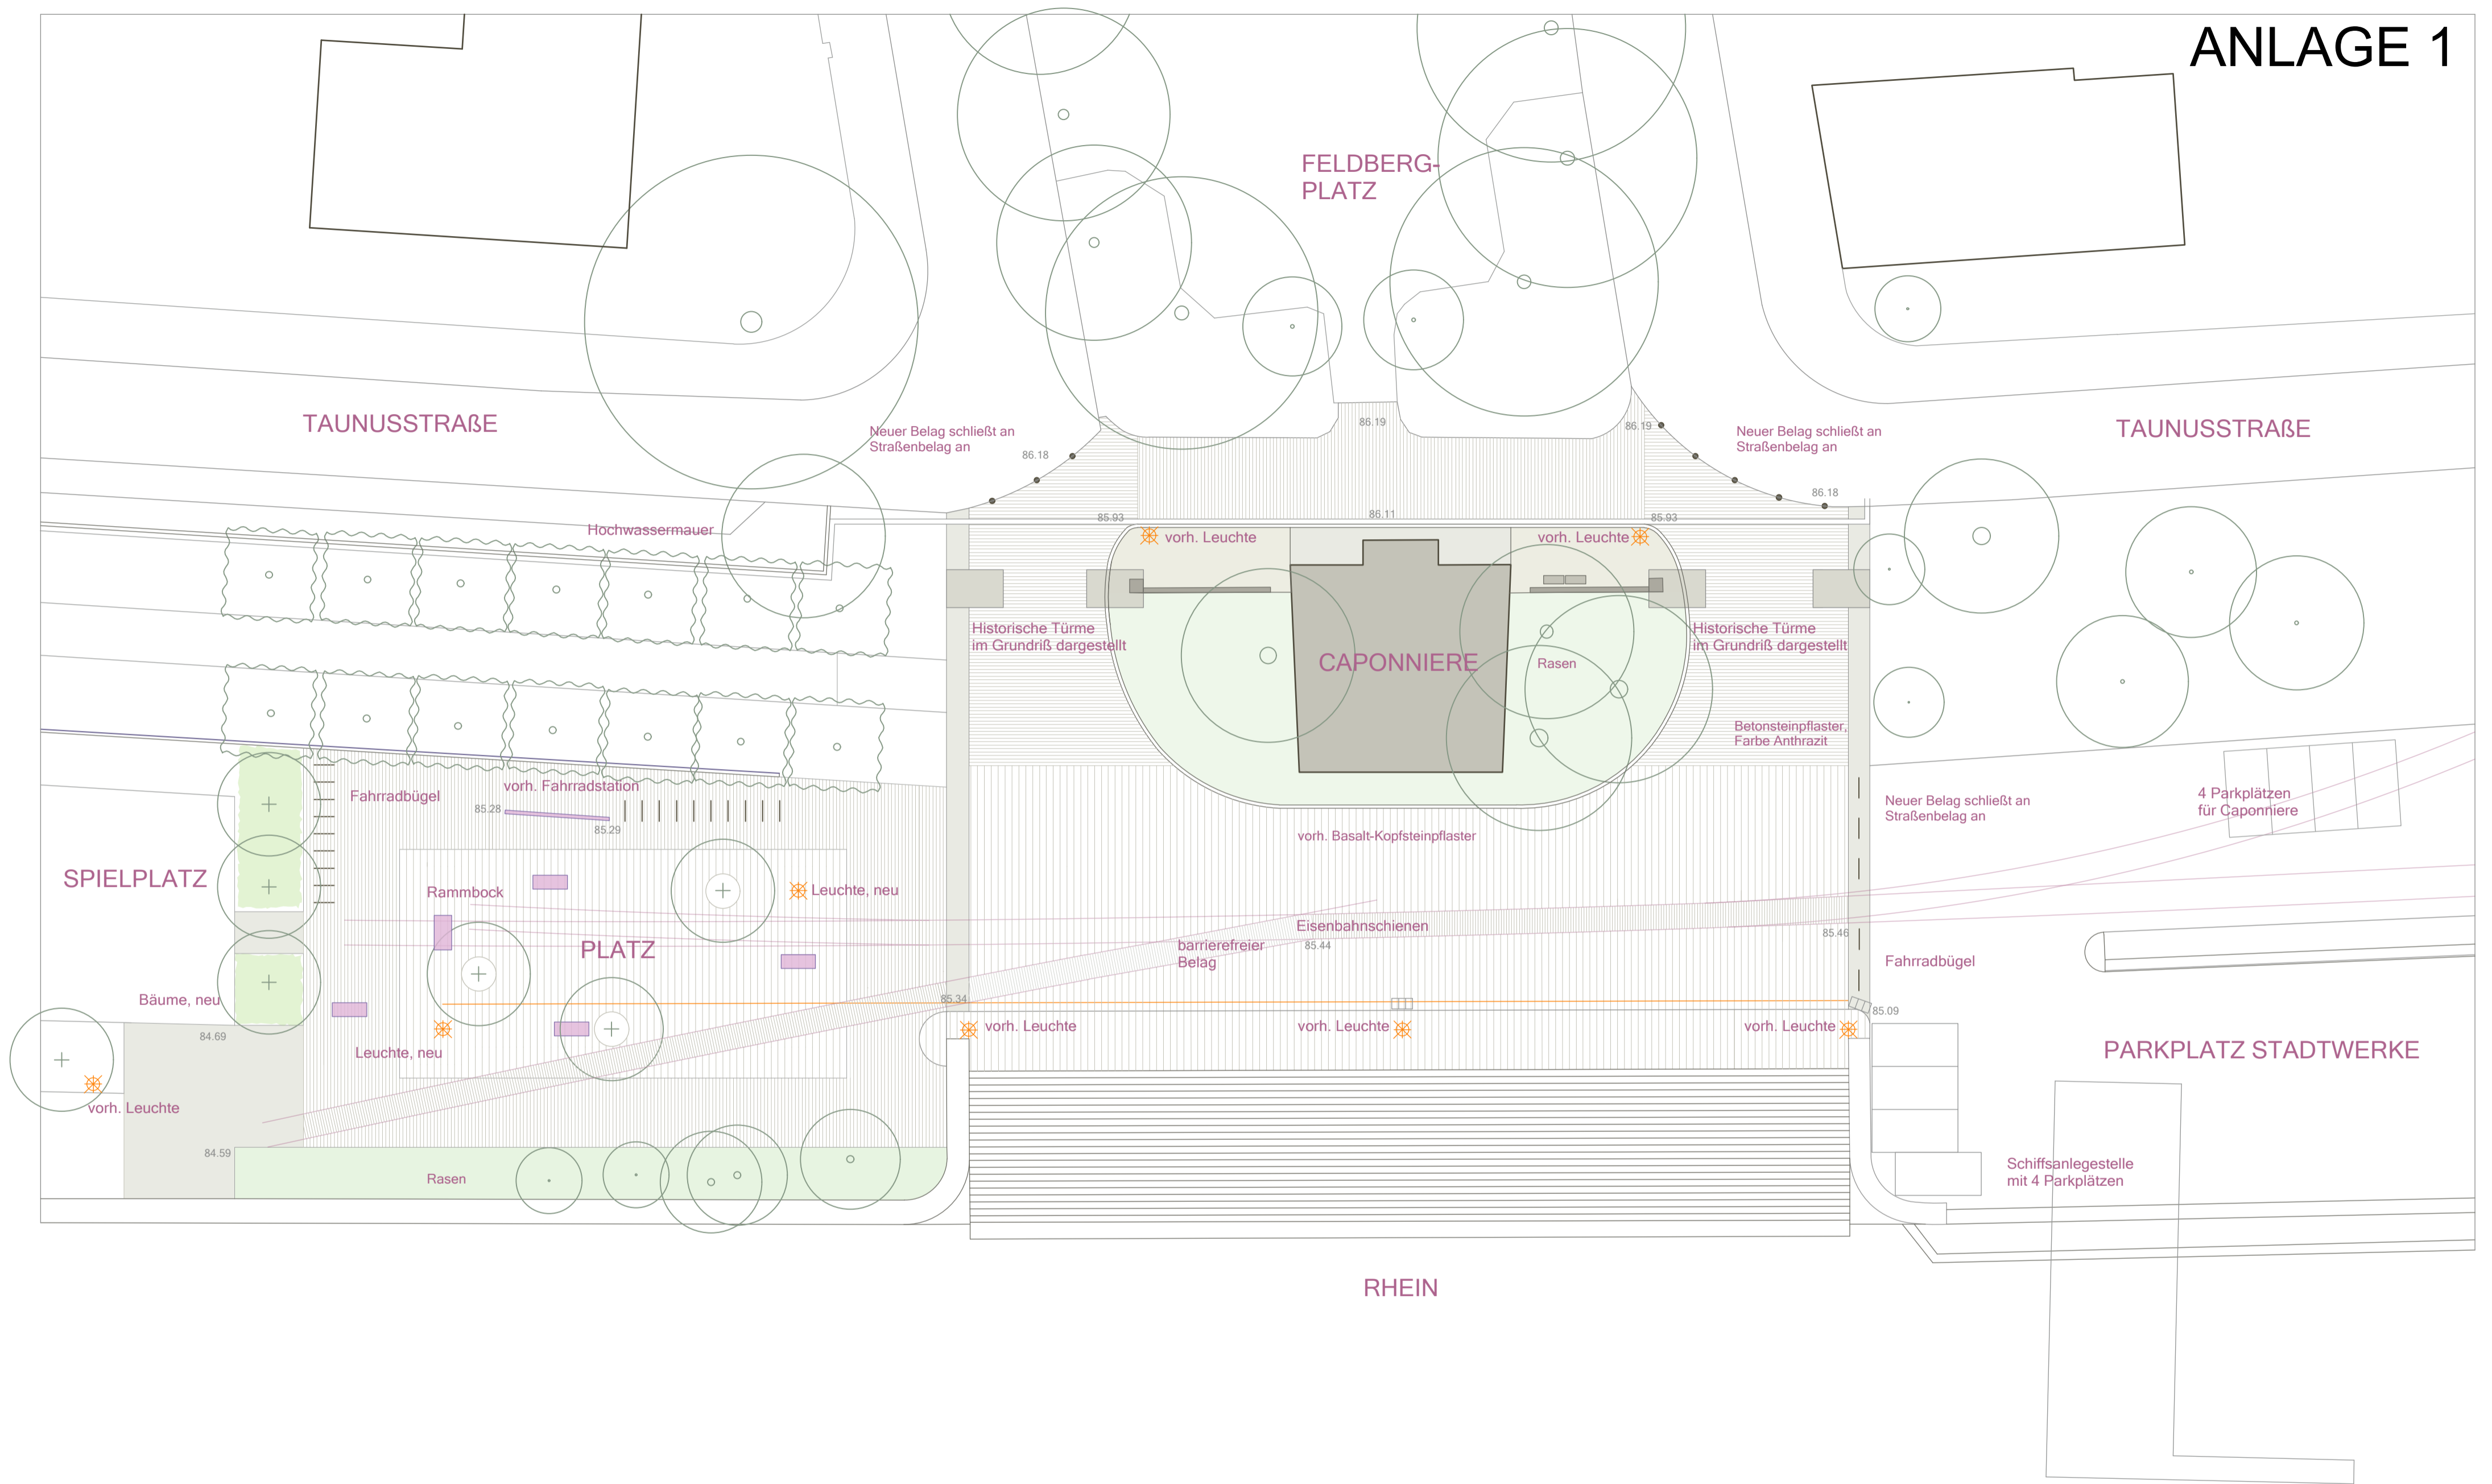 ANLAGE 1
FELDBERG-
PLATZ
TAUNUSSTRAßE
Neuer Belag schließt an
Straßenbelag an
86.18
86.19
86.19
Neuer Belag schließt an
Straßenbelag an
TAUNUSSTRAßE
86.18
Hochwassermauer
85.93
86.11
85.93
vorh. Leuchte
vorh. Leuchte
Historische Türme
im Grundriß dargestellt
CAPONNIERE
Rasen
Historische Türme
im Grundriß dargestellt
Betonsteinpflaster,
Farbe Anthrazit
Fahrradbügel
vorh. Fahrradstation
85.28
85.29
vorh. Basalt-Kopfsteinpflaster
Neuer Belag schließt an
Straßenbelag an
4 Parkplätzen
für Caponniere
SPIELPLATZ
Rammbock
Leuchte, neu
PLATZ
Eisenbahnschienen
barrierefreier
Belag
85.44
85.46
Fahrradbügel
Bäume, neu
85.34
85.09
84.69
Leuchte, neu
vorh. Leuchte
vorh. Leuchte
vorh. Leuchte
PARKPLATZ STADTWERKE
vorh. Leuchte
84.59
Rasen
Schiffsanlegestelle
mit 4 Parkplätzen
RHEIN